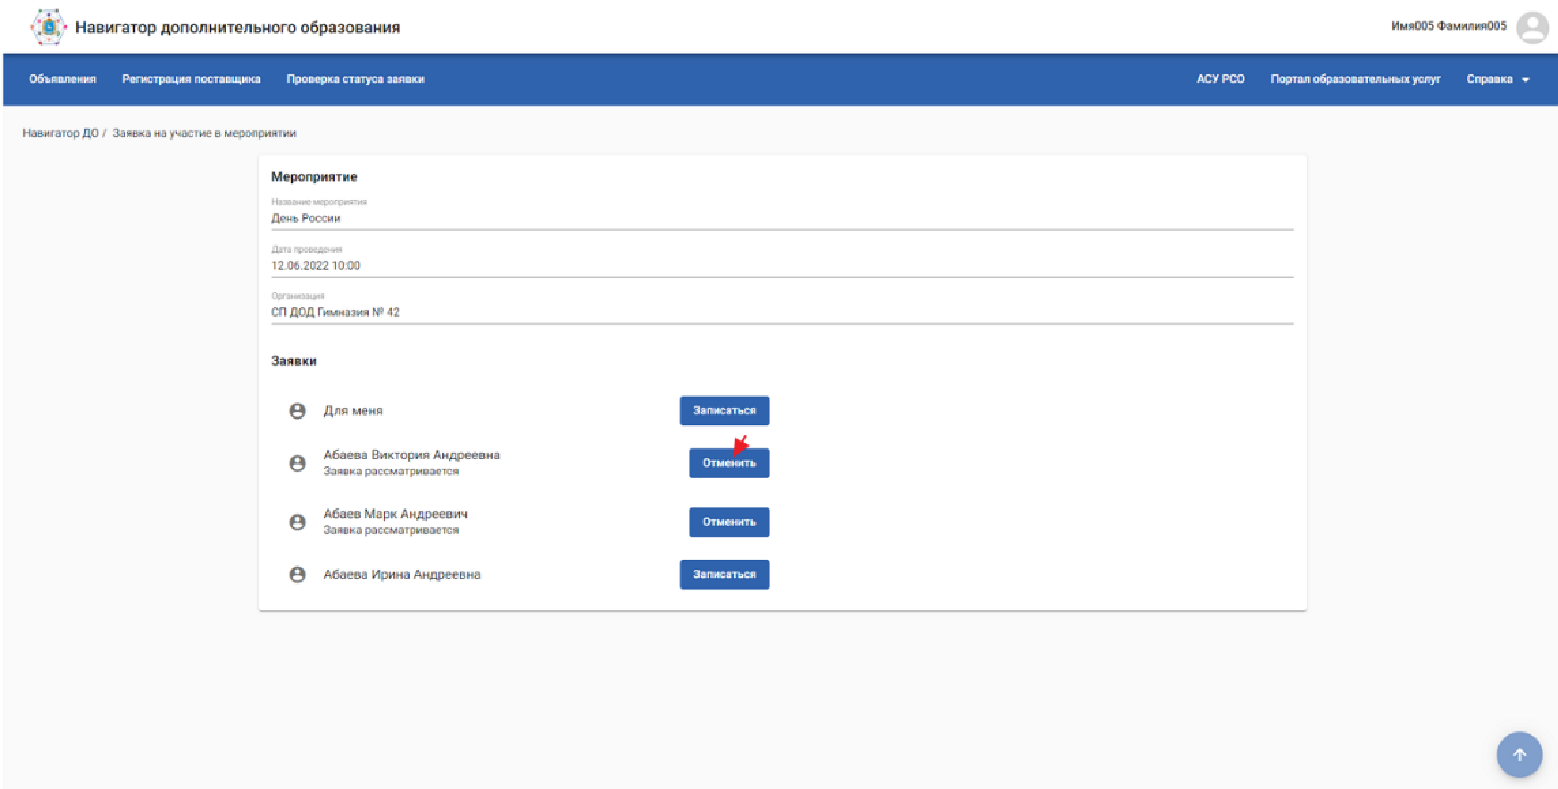 Навигатор дополнительного образования
Имя005 Фамилия005
Объявления Регистрация поставщика Проверка статуса заявки АСУ РСО Портал образовательных услуг Справка
Навигатор ДО / Заявка на участие в мероприятии
Мероприятие
Название мероприятия
День России
Дата проведения
12.06.2022 10:00
Организация
СП ДОД Гимназия № 42
Заявки
Для меня Записаться
Абаева Виктория Андреевна
Заявка рассматривается
Отменить
Абаев Марк Андреевич
Заявка рассматривается
Отменить
Абаева Ирина Андреевна Записаться